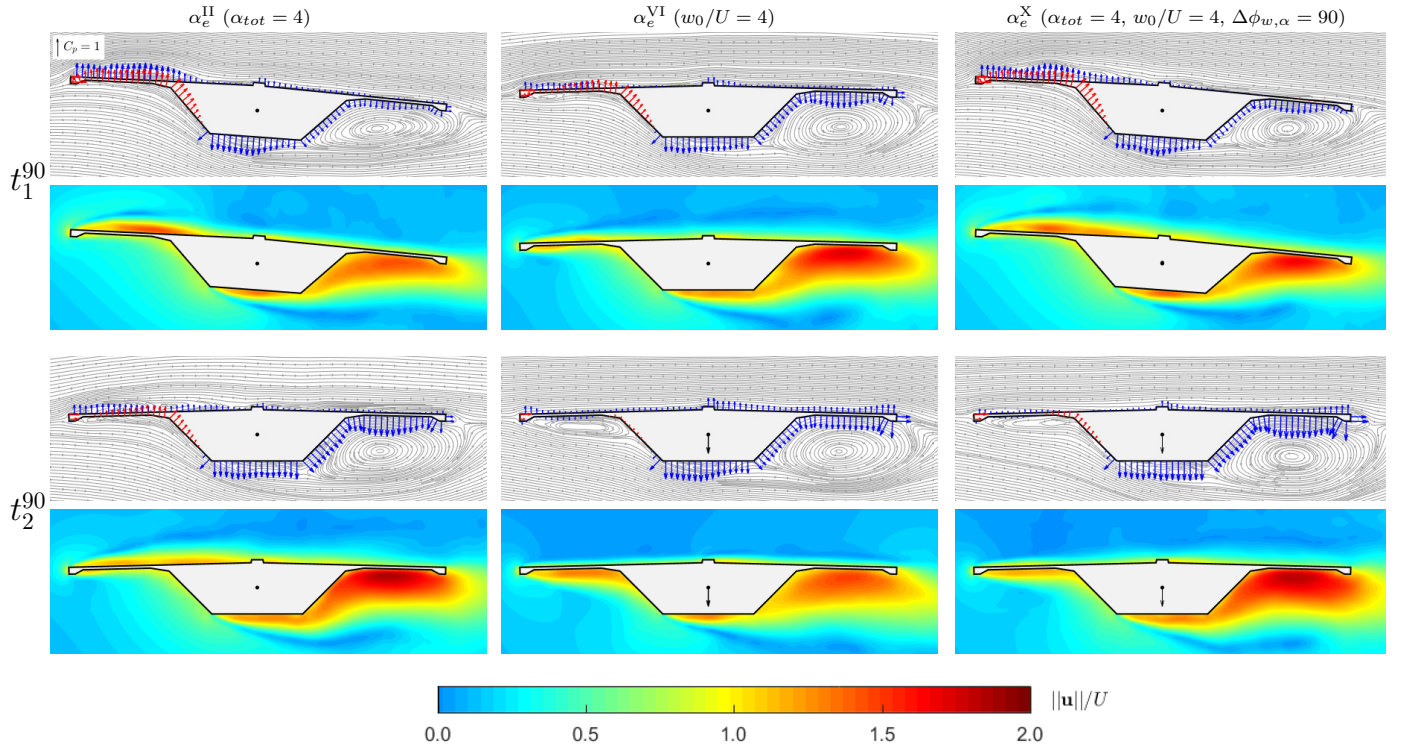 α_e^II (α_tot = 4)
α_e^VI (w_0/U = 4)
α_e^X (α_tot = 4, w_0/U = 4, Δϕ_{w,α} = 90)
C_p = 1
t_1^90
t_2^90
||u||/U
0.0 0.5 1.0 1.5 2.0